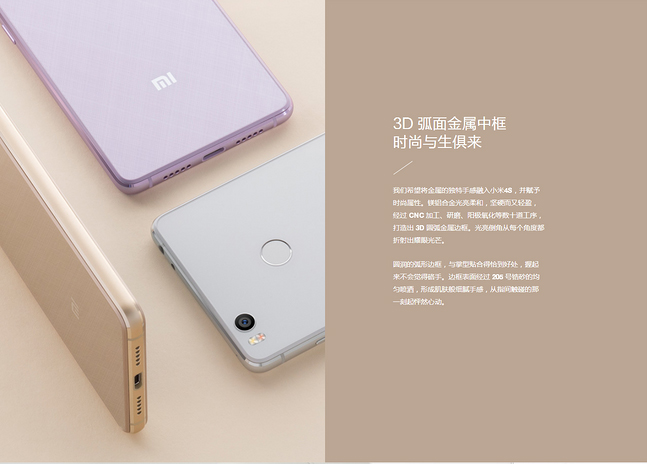 mi
3D 弧面金属中框
时尚与生俱来
我们希望将金属的独特手感融入小米4S，并赋予
时尚属性。镁铝合金光亮柔和，坚硬而又轻盈，
经过 CNC 加工、研磨、阳极氧化等数十道工序，
打造出 3D 圆弧金属边框。光亮倒角从每个角度都
折射出耀眼光芒。
圆润的弧形边框，与掌型贴合得恰到好处，握起
来不会觉得硌手。边框表面经过 205 号锆砂的均
匀喷洒，形成肌肤般细腻手感，从指间触碰的那
一刻起怦然心动。